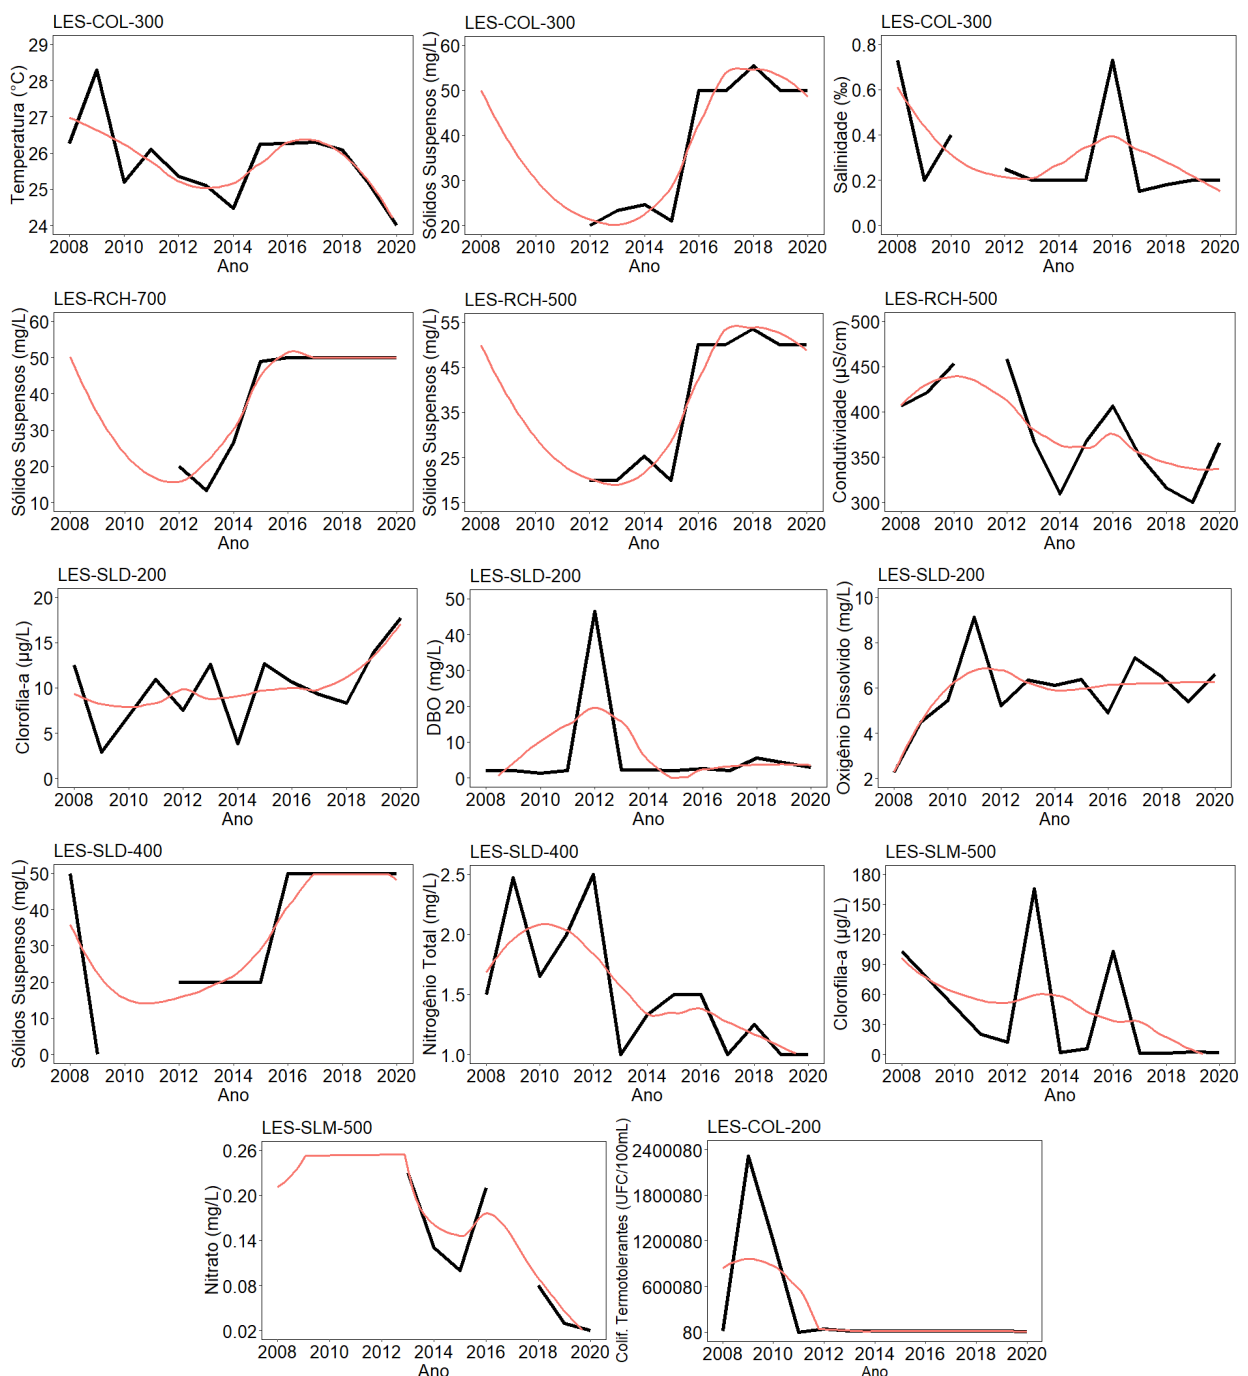 LES-COL-300
Temperatura (°C)
29
28
27
26
25
24
2008 2010 2012 2014 2016 2018 2020
Ano
LES-COL-300
Sólidos Suspensos (mg/L)
60
50
40
30
20
2008 2010 2012 2014 2016 2018 2020
Ano
LES-COL-300
Salinidade (‰)
0.8
0.6
0.4
0.2
0.0
2008 2010 2012 2014 2016 2018 2020
Ano
LES-RCH-700
Sólidos Suspensos (mg/L)
60
50
40
30
20
10
2008 2010 2012 2014 2016 2018 2020
Ano
LES-RCH-500
Sólidos Suspensos (mg/L)
55
45
35
25
15
2008 2010 2012 2014 2016 2018 2020
Ano
LES-RCH-500
Condutividade (µS/cm)
500
450
400
350
300
2008 2010 2012 2014 2016 2018 2020
Ano
LES-SLD-200
Clorofila-a (µg/L)
20
15
10
5
0
2008 2010 2012 2014 2016 2018 2020
Ano
LES-SLD-200
DBO (mg/L)
50
40
30
20
10
0
2008 2010 2012 2014 2016 2018 2020
Ano
LES-SLD-200
Oxigênio Dissolvido (mg/L)
10
8
6
4
2
2008 2010 2012 2014 2016 2018 2020
Ano
LES-SLD-400
Sólidos Suspensos (mg/L)
50
40
30
20
10
0
2008 2010 2012 2014 2016 2018 2020
Ano
LES-SLD-400
Nitrogênio Total (mg/L)
2.5
2.0
1.5
1.0
2008 2010 2012 2014 2016 2018 2020
Ano
LES-SLM-500
Clorofila-a (µg/L)
180
150
120
90
60
30
0
2008 2010 2012 2014 2016 2018 2020
Ano
LES-SLM-500
Nitrato (mg/L)
0.26
0.20
0.14
0.08
0.02
2008 2010 2012 2014 2016 2018 2020
Ano
LES-COL-200
Colif. Termotolerantes (UFC/100mL)
2400080
1800080
1200080
600080
80
2008 2010 2012 2014 2016 2018 2020
Ano